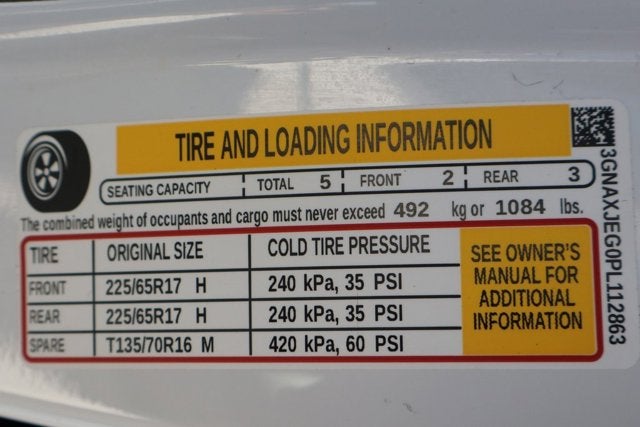 TIRE AND LOADING INFORMATION
SEATING CAPACITY TOTAL 5 FRONT 2 REAR 3
The combined weight of occupants and cargo must never exceed 492 kg or 1084 lbs.
TIRE ORIGINAL SIZE COLD TIRE PRESSURE
FRONT 225/65R17 H 240 kPa, 35 PSI
REAR 225/65R17 H 240 kPa, 35 PSI
SPARE T135/70R16 M 420 kPa, 60 PSI
SEE OWNER'S
MANUAL FOR
ADDITIONAL
INFORMATION
3GNAXJEG0PL112863